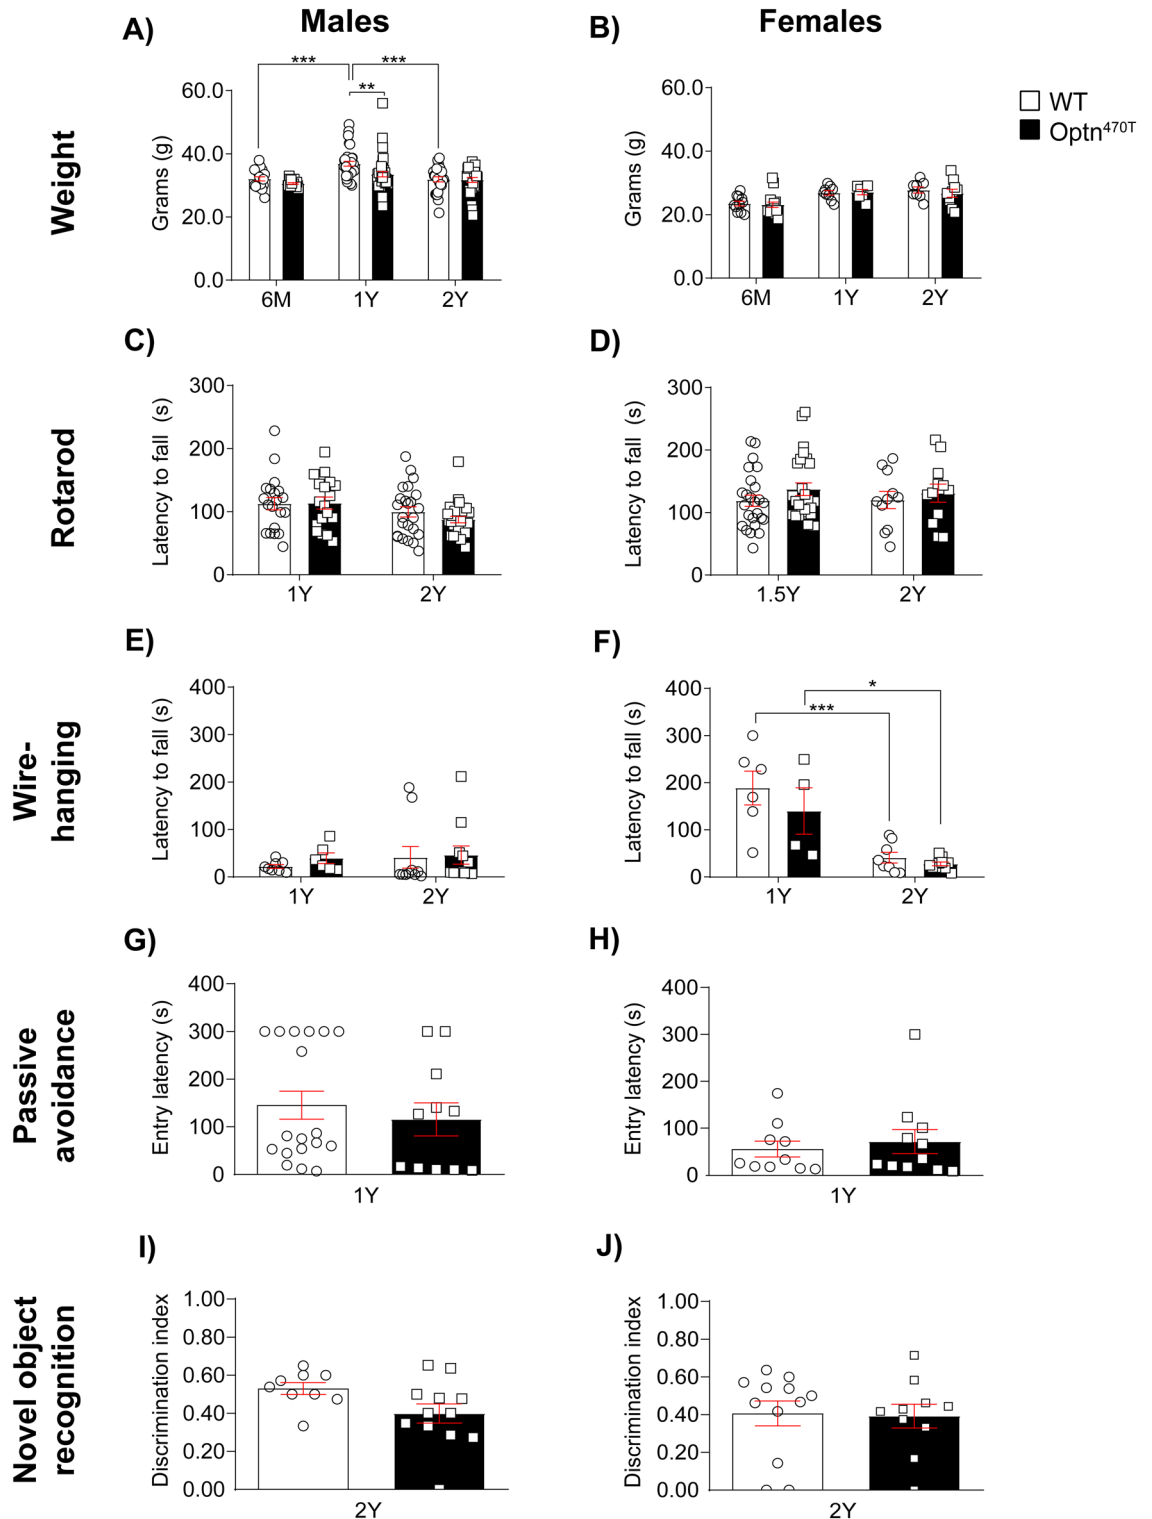 Males
Females
A)
B)
WT
Optn470T
Weight
Grams (g)
60.0
40.0
20.0
0.0
***
***
**
6M
1Y
2Y
Grams (g)
60.0
40.0
20.0
0.0
6M
1Y
2Y
C)
D)
Rotarod
Latency to fall (s)
300
200
100
0
1Y
2Y
Latency to fall (s)
300
200
100
0
1.5Y
2Y
E)
F)
Wire-
hanging
Latency to fall (s)
400
300
200
100
0
1Y
2Y
Latency to fall (s)
400
300
200
100
0
*
***
1Y
2Y
G)
H)
Passive
avoidance
Entry latency (s)
400
300
200
100
0
1Y
Entry latency (s)
400
300
200
100
0
1Y
I)
J)
Novel object
recognition
Discrimination index
1.00
0.80
0.60
0.40
0.20
0.00
2Y
Discrimination index
1.00
0.80
0.60
0.40
0.20
0.00
2Y